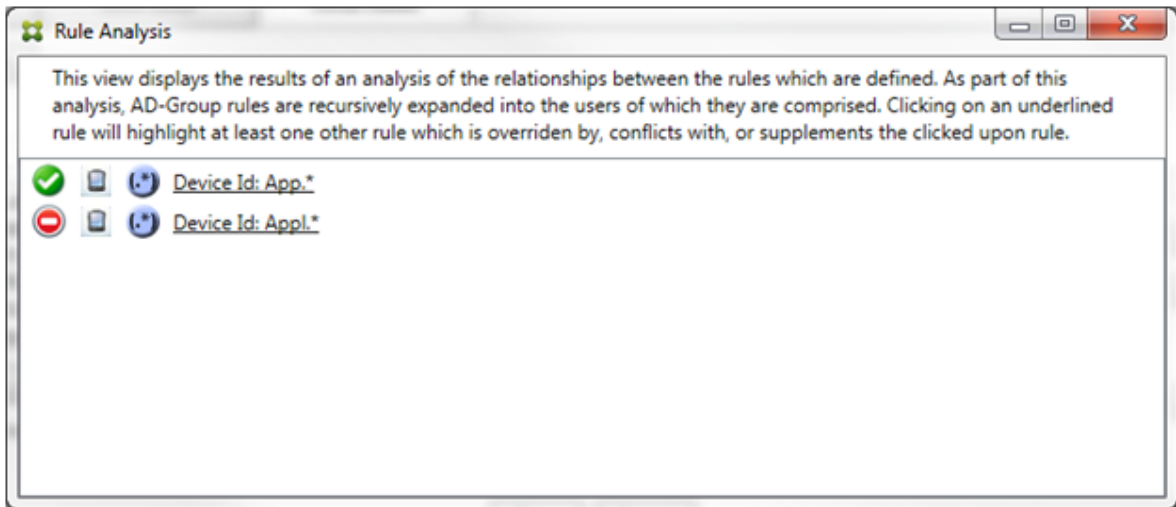 Rule Analysis
This view displays the results of an analysis of the relationships between the rules which are defined. As part of this
analysis, AD-Group rules are recursively expanded into the users of which they are comprised. Clicking on an underlined
rule will highlight at least one other rule which is overriden by, conflicts with, or supplements the clicked upon rule.
(.*) Device Id: App.*
(.*) Device Id: Appl.*